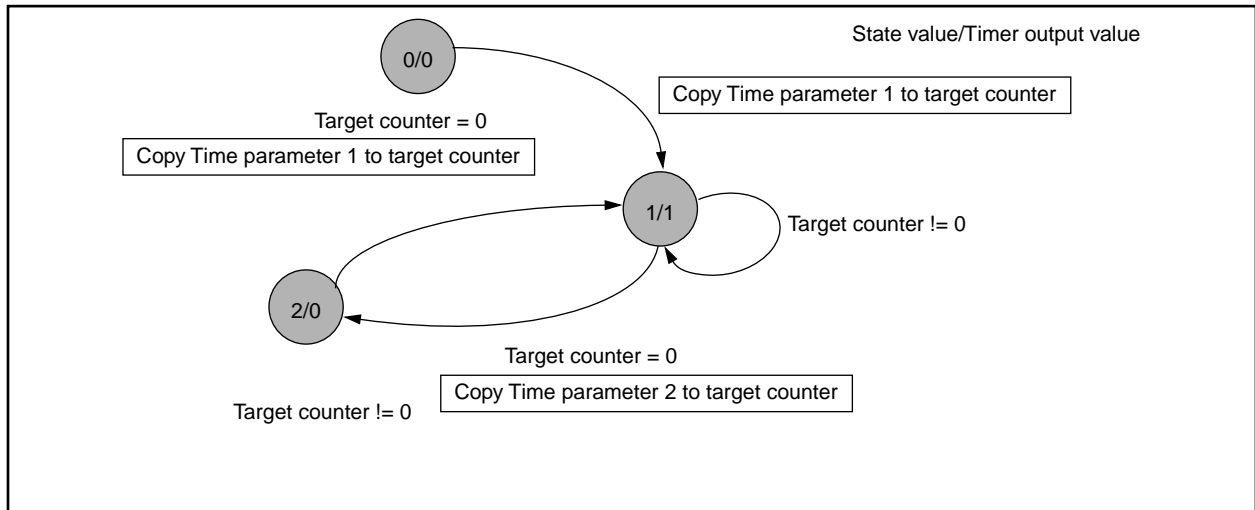 State value/Timer output value
0/0
Copy Time parameter 1 to target counter
Target counter = 0
Copy Time parameter 1 to target counter
1/1
Target counter != 0
2/0
Target counter = 0
Copy Time parameter 2 to target counter
Target counter != 0